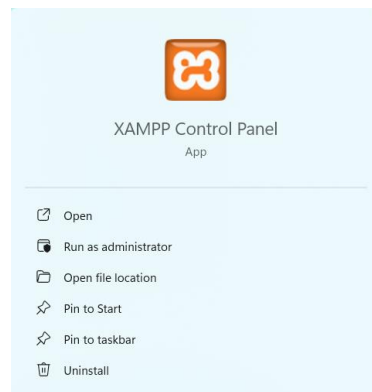 XAMPP Control Panel
App
Open
Run as administrator
Open file location
Pin to Start
Pin to taskbar
Uninstall